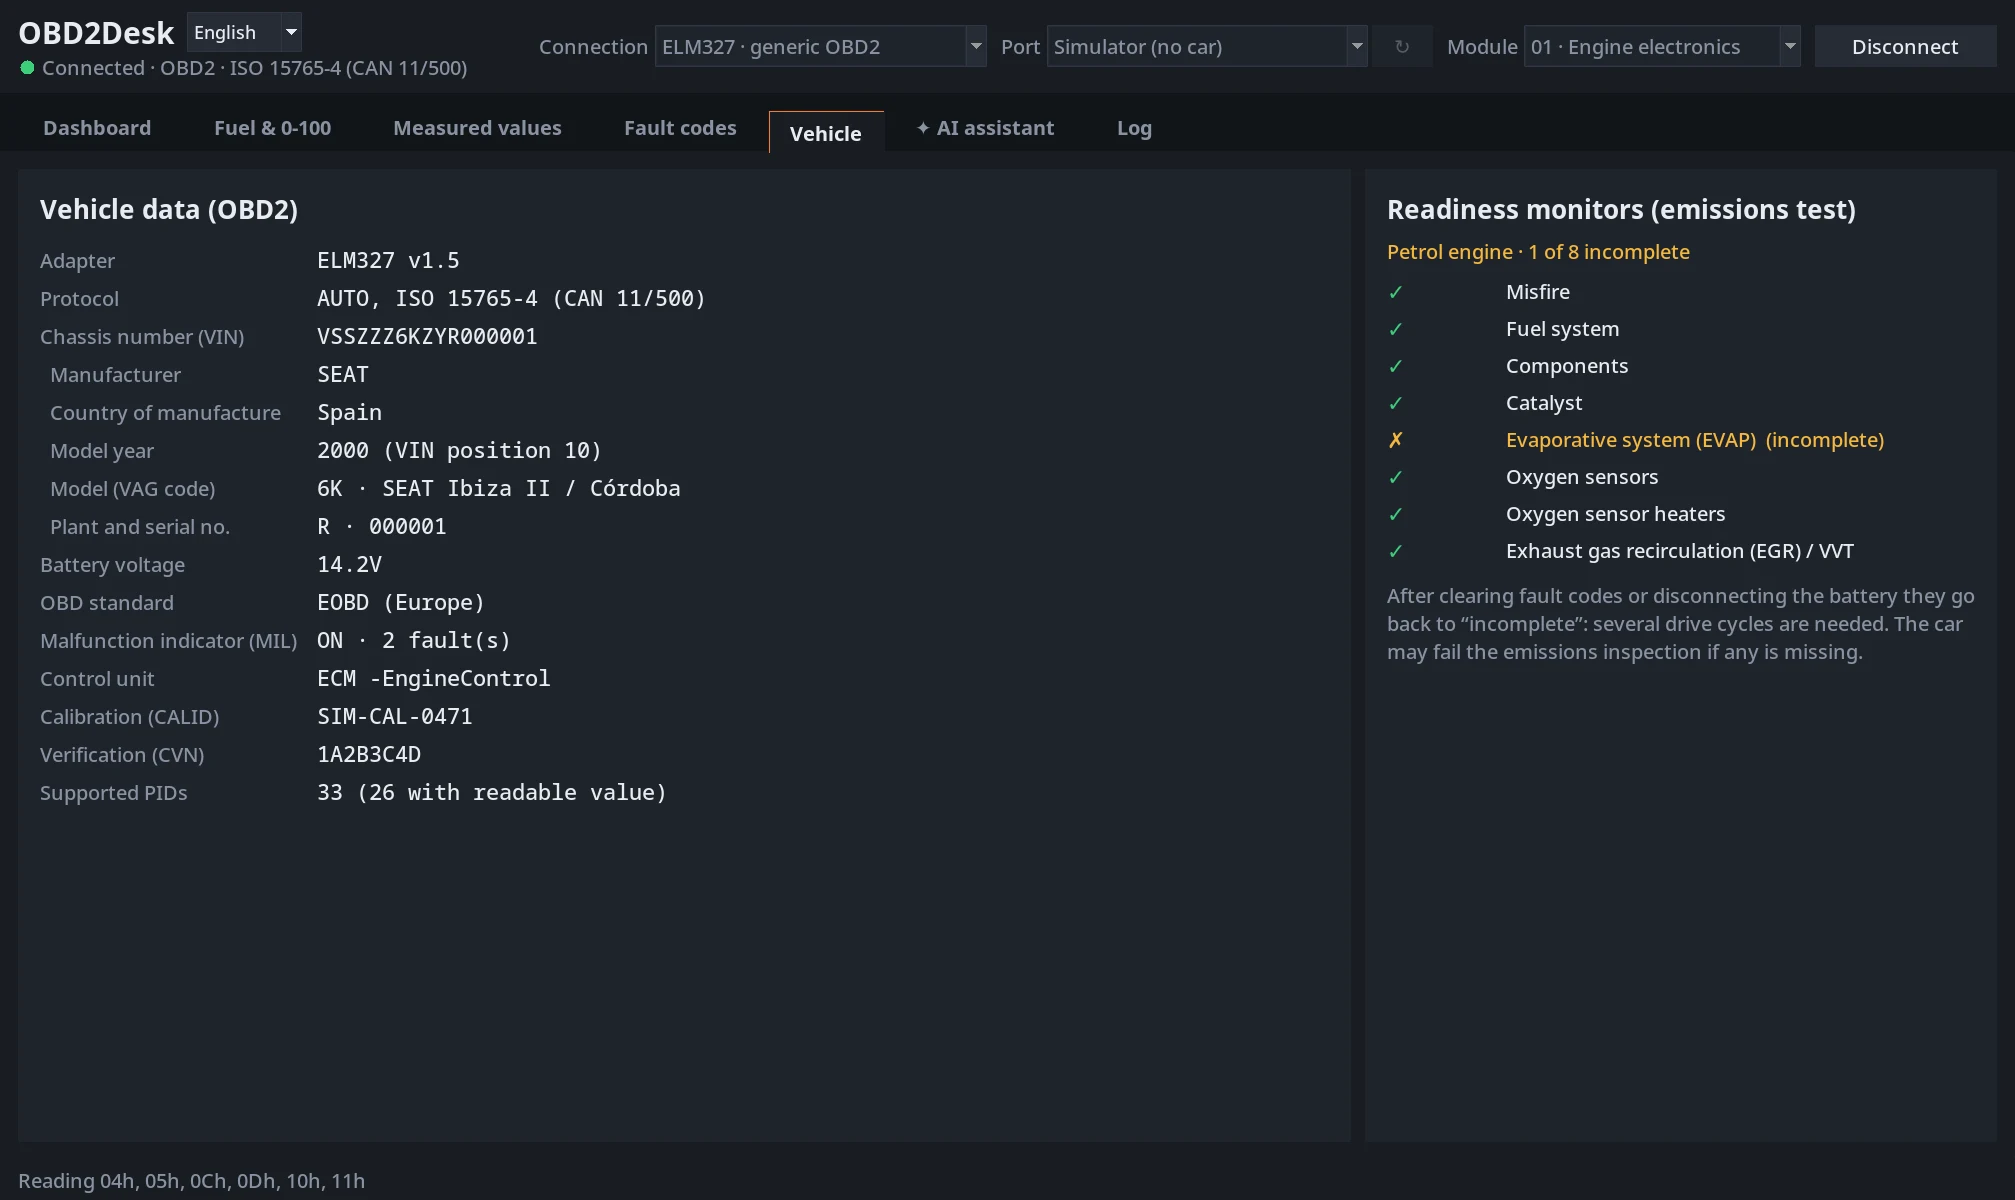 OBD2Desk English
Connected · OBD2 · ISO 15765-4 (CAN 11/500)
Connection ELM327 · generic OBD2 Port Simulator (no car) ↻ Module 01 · Engine electronics Disconnect
Dashboard Fuel & 0-100 Measured values Fault codes Vehicle ✦ AI assistant Log
Vehicle data (OBD2)
Adapter ELM327 v1.5
Protocol AUTO, ISO 15765-4 (CAN 11/500)
Chassis number (VIN) VSSZZZ6KZYR000001
Manufacturer SEAT
Country of manufacture Spain
Model year 2000 (VIN position 10)
Model (VAG code) 6K · SEAT Ibiza II / Córdoba
Plant and serial no. R · 000001
Battery voltage 14.2V
OBD standard EOBD (Europe)
Malfunction indicator (MIL) ON · 2 fault(s)
Control unit ECM -EngineControl
Calibration (CALID) SIM-CAL-0471
Verification (CVN) 1A2B3C4D
Supported PIDs 33 (26 with readable value)
Readiness monitors (emissions test)
Petrol engine · 1 of 8 incomplete
✓ Misfire
✓ Fuel system
✓ Components
✓ Catalyst
✗ Evaporative system (EVAP) (incomplete)
✓ Oxygen sensors
✓ Oxygen sensor heaters
✓ Exhaust gas recirculation (EGR) / VVT
After clearing fault codes or disconnecting the battery they go
back to “incomplete”: several drive cycles are needed. The car
may fail the emissions inspection if any is missing.
Reading 04h, 05h, 0Ch, 0Dh, 10h, 11h